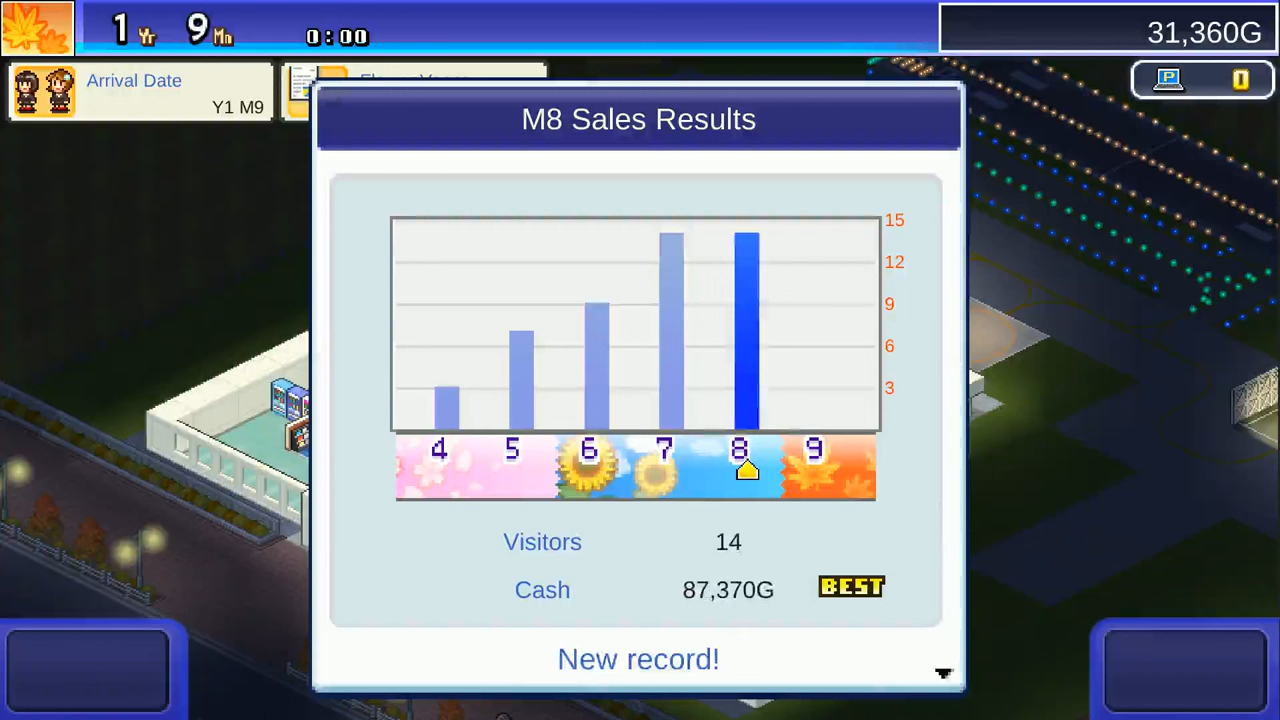 1 Yr 9 Mn 0:00
31,360G
Arrival Date
Y1 M9
P 0
M8 Sales Results
15
12
9
6
3
4 5 6 7 8 9
Visitors 14
Cash 87,370G BEST
New record!